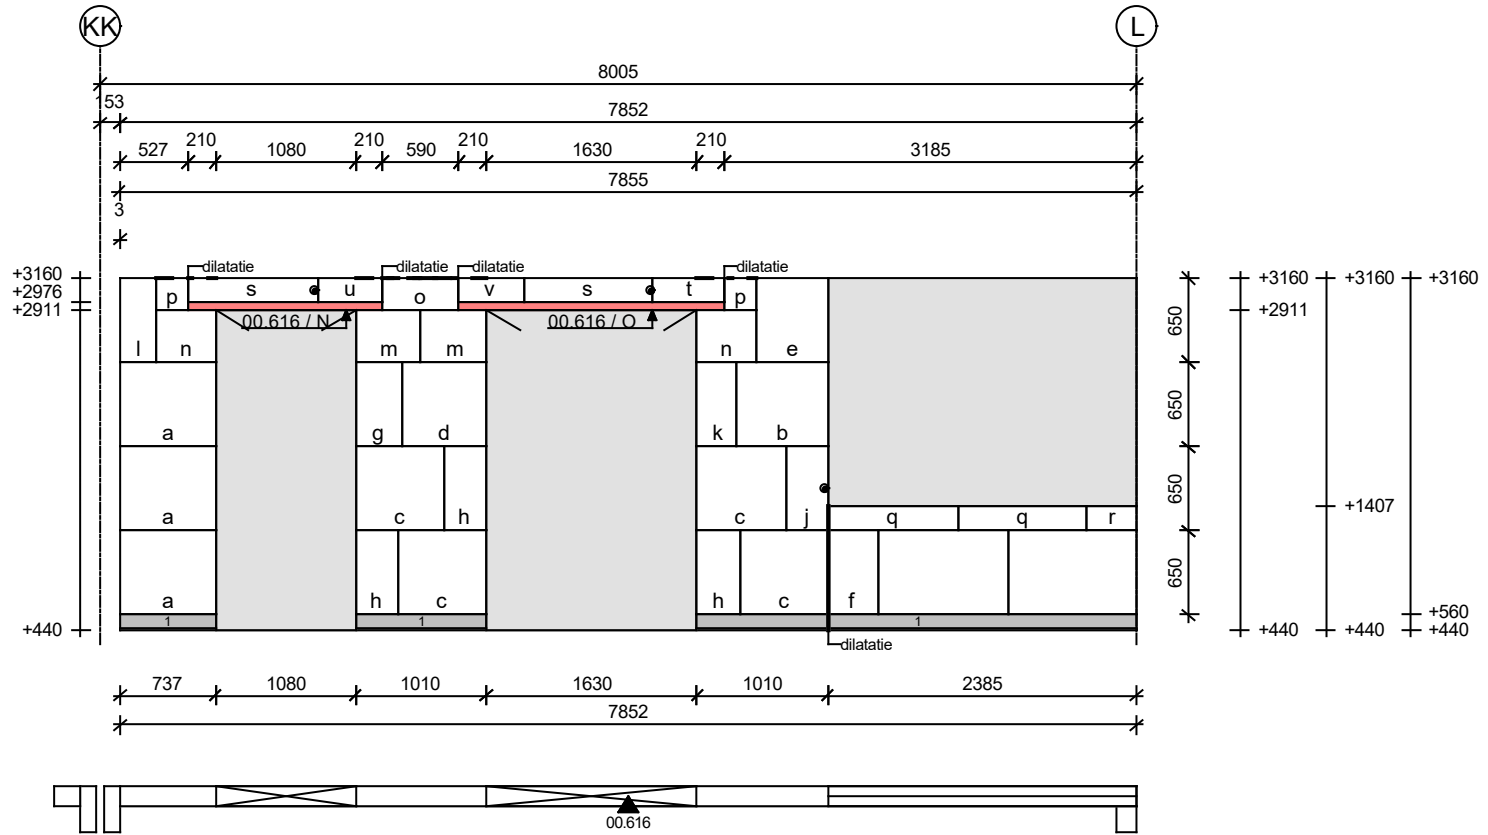 KK L
8005
153
7852
527 210 1080 210 590 210 1630 210 3185
7855
3
dilatatie dilatatie dilatatie dilatatie
+3160 +3160 +3160 +3160
+2976
+2911 +2911
p s u o v s t p
00.616 / N 00.616 / O
650
l n m m n e
650
a g d k b
650
a c h c j
q q r
+1407
650
a h c h c f
+560
1 1 1
+440 +440 +440 +440
dilatatie
737 1080 1010 1630 1010 2385
7852
00.616